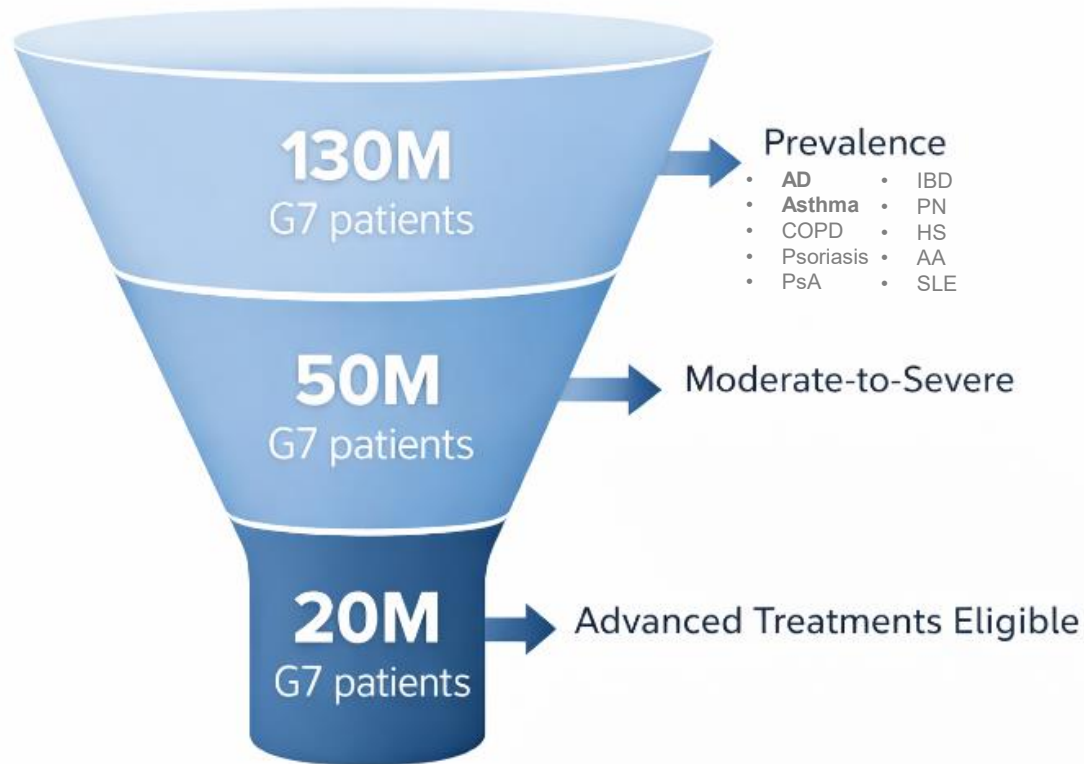 130M
G7 patients
Prevalence
• AD
• Asthma
• COPD
• Psoriasis
• PsA
• IBD
• PN
• HS
• AA
• SLE
50M
G7 patients
Moderate-to-Severe
20M
G7 patients
Advanced Treatments Eligible